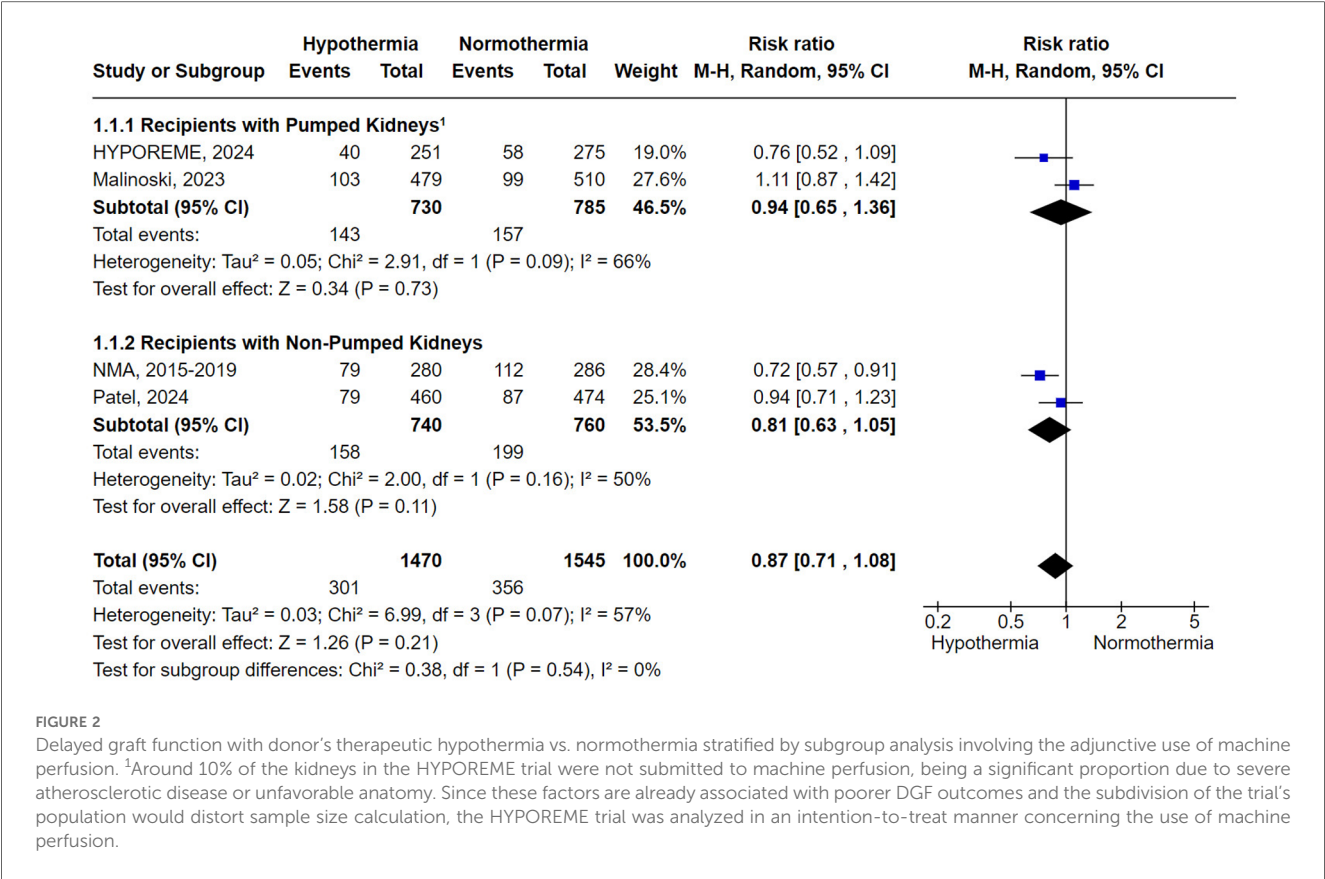 Hypothermia Normothermia Risk ratio Risk ratio
Study or Subgroup Events Total Events Total Weight M-H, Random, 95% CI M-H, Random, 95% CI
1.1.1 Recipients with Pumped Kidneys¹
HYPOREME, 2024 40 251 58 275 19.0% 0.76 [0.52 , 1.09]
Malinoski, 2023 103 479 99 510 27.6% 1.11 [0.87 , 1.42]
Subtotal (95% CI) 730 785 46.5% 0.94 [0.65 , 1.36]
Total events: 143 157
Heterogeneity: Tau² = 0.05; Chi² = 2.91, df = 1 (P = 0.09); I² = 66%
Test for overall effect: Z = 0.34 (P = 0.73)
1.1.2 Recipients with Non-Pumped Kidneys
NMA, 2015-2019 79 280 112 286 28.4% 0.72 [0.57 , 0.91]
Patel, 2024 79 460 87 474 25.1% 0.94 [0.71 , 1.23]
Subtotal (95% CI) 740 760 53.5% 0.81 [0.63 , 1.05]
Total events: 158 199
Heterogeneity: Tau² = 0.02; Chi² = 2.00, df = 1 (P = 0.16); I² = 50%
Test for overall effect: Z = 1.58 (P = 0.11)
Total (95% CI) 1470 1545 100.0% 0.87 [0.71 , 1.08]
Total events: 301 356
Heterogeneity: Tau² = 0.03; Chi² = 6.99, df = 3 (P = 0.07); I² = 57%
Test for overall effect: Z = 1.26 (P = 0.21)
Test for subgroup differences: Chi² = 0.38, df = 1 (P = 0.54), I² = 0%
0.2 0.5 1 2 5
Hypothermia Normothermia
FIGURE 2
Delayed graft function with donor's therapeutic hypothermia vs. normothermia stratified by subgroup analysis involving the adjunctive use of machine
perfusion. ¹Around 10% of the kidneys in the HYPOREME trial were not submitted to machine perfusion, being a significant proportion due to severe
atherosclerotic disease or unfavorable anatomy. Since these factors are already associated with poorer DGF outcomes and the subdivision of the trial's
population would distort sample size calculation, the HYPOREME trial was analyzed in an intention-to-treat manner concerning the use of machine
perfusion.